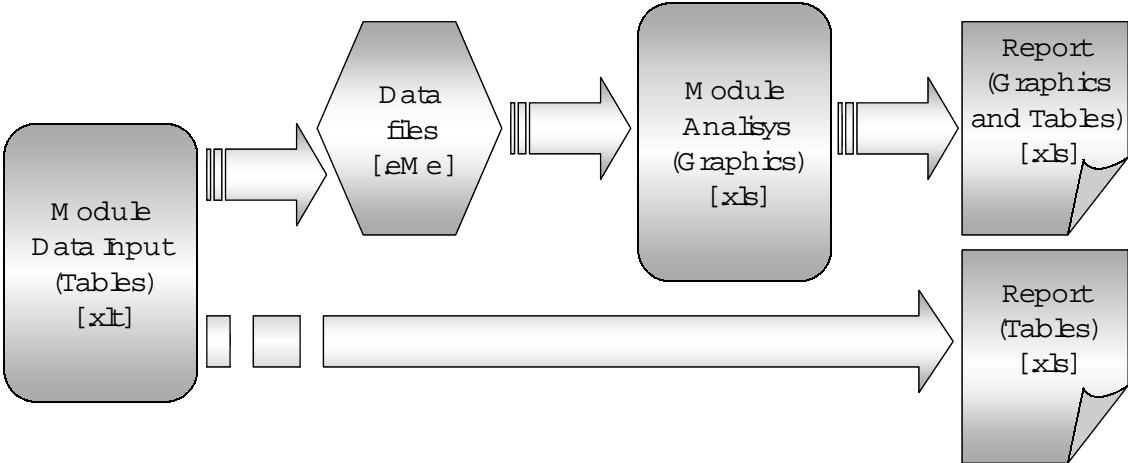 Module
Data Input
(Tables)
[.xlt]
Data
files
[.eMe]
Module
Analisys
(Graphics)
[.xls]
Report
(Graphics
and Tables)
[.xls]
Report
(Tables)
[.xls]